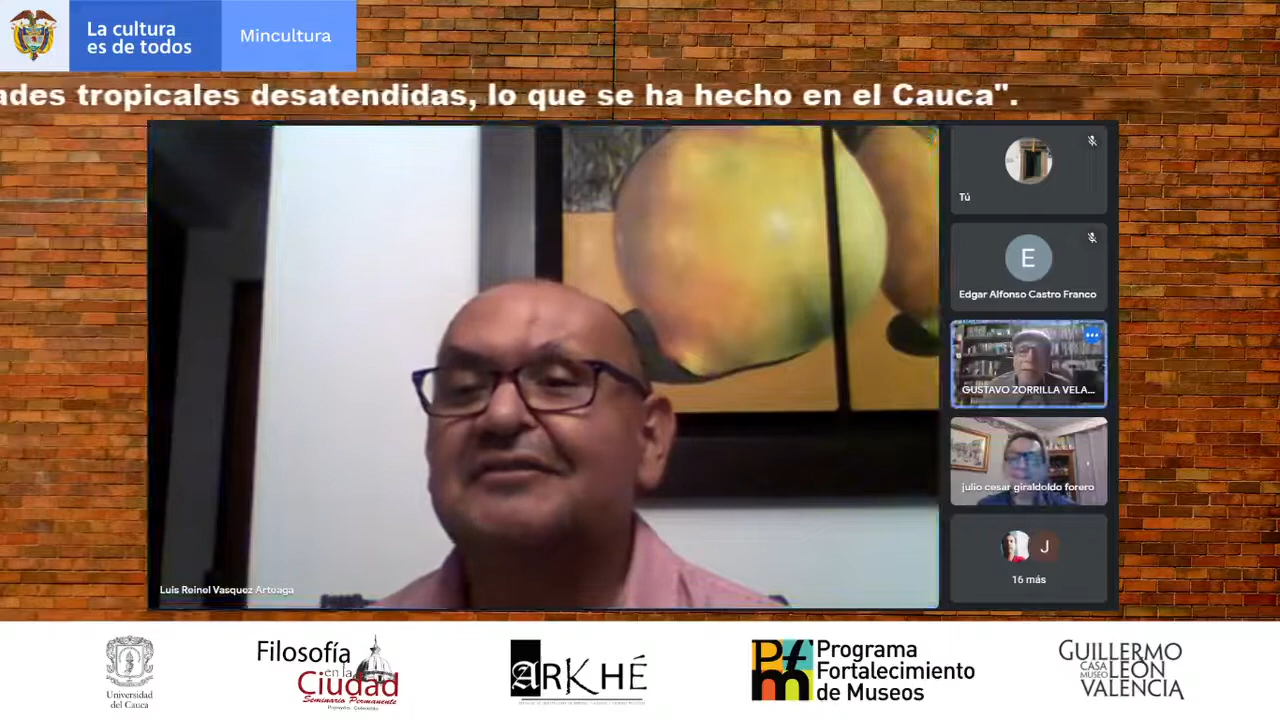 La cultura
es de todos
Mincultura
ades tropicales desatendidas, lo que se ha hecho en el Cauca".
Tú
E
Edgar Alfonso Castro Franco
GUSTAVO ZORRILLA VELA...
julio cesar giraldoldo forero
J
16 más
Luis Reinel Vasquez Arteaga
Universidad
del Cauca
Filosofía
en la
Ciudad
Seminario Permanente
ARKHÉ
Pfm
Programa
Fortalecimiento
de Museos
GUILLERMO
CASA MUSEO
LEÓN
VALENCIA